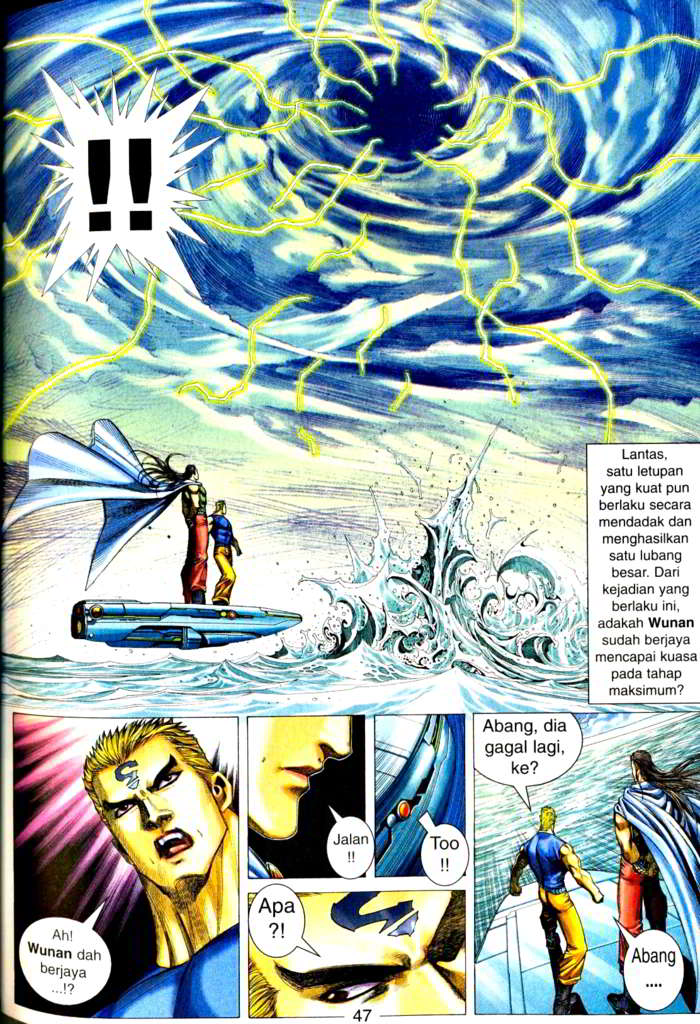 !!
Lantas,
satu letupan
yang kuat pun
berlaku secara
mendadak dan
menghasilkan
satu lubang
besar. Dari
kejadian yang
berlaku ini,
adakah Wunan
sudah berjaya
mencapai kuasa
pada tahap
maksimum?
Ah!
Wunan dah
berjaya
...!?
Jalan
!!
Too
!!
Apa
?!
Abang, dia
gagal lagi,
ke?
Abang
....
47